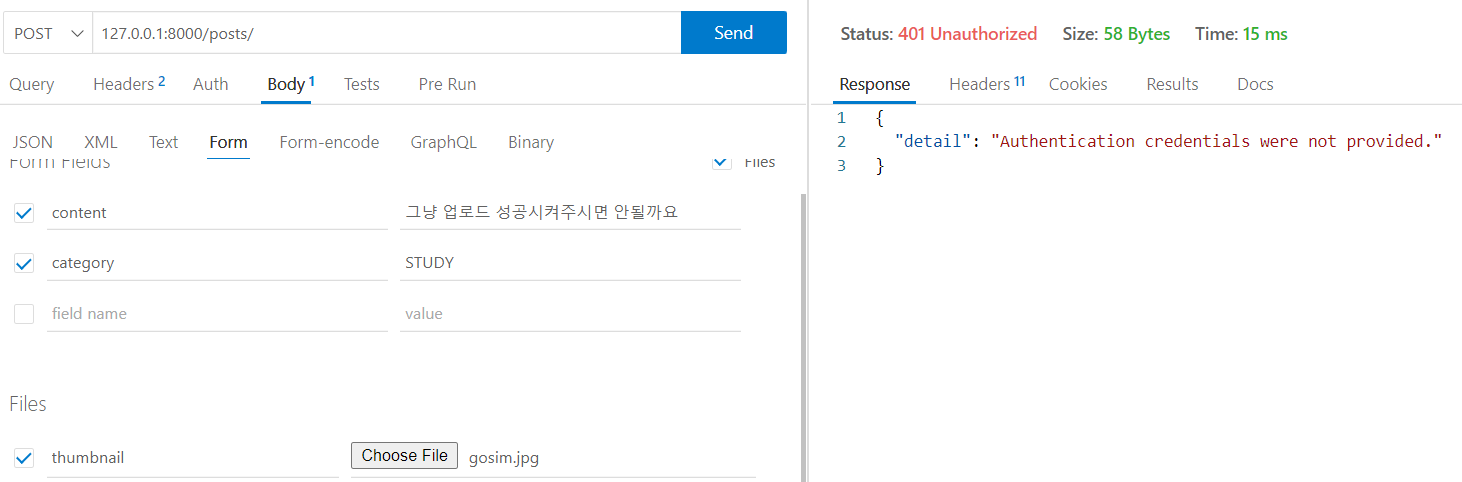 POST 127.0.0.1:8000/posts/ Send
Query Headers 2 Auth Body 1 Tests Pre Run
JSON XML Text Form Form-encode GraphQL Binary
Form Fields Files
content 그냥 업로드 성공시켜주시면 안될까요
category STUDY
field name value
Files
thumbnail Choose File gosim.jpg
Status: 401 Unauthorized Size: 58 Bytes Time: 15 ms
Response Headers 11 Cookies Results Docs
1 {
2 "detail": "Authentication credentials were not provided."
3 }